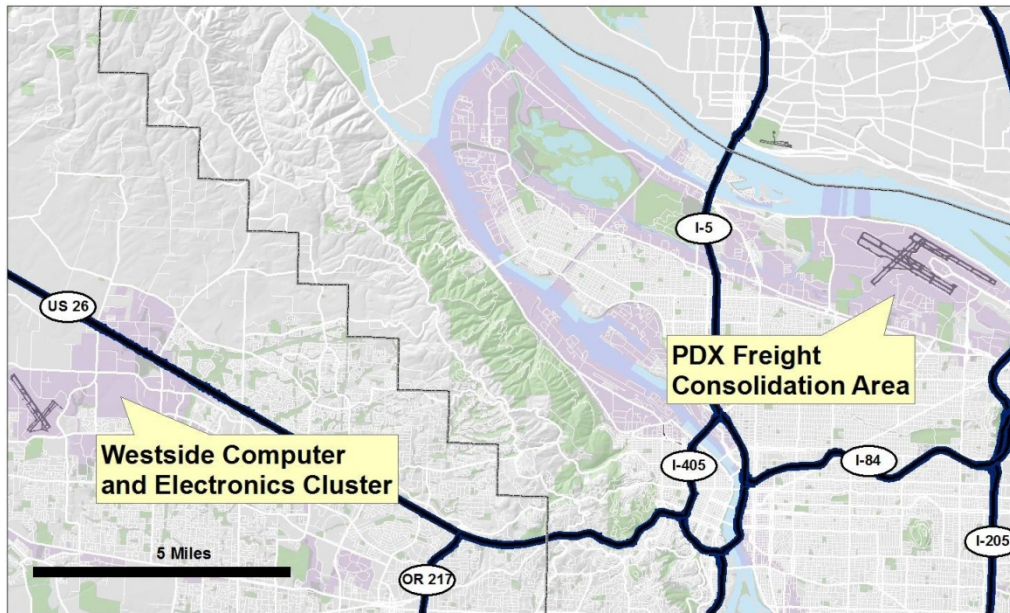 I-5
US 26
PDX Freight
Consolidation Area
Westside Computer
and Electronics Cluster
I-405
I-84
I-205
5 Miles
OR 217